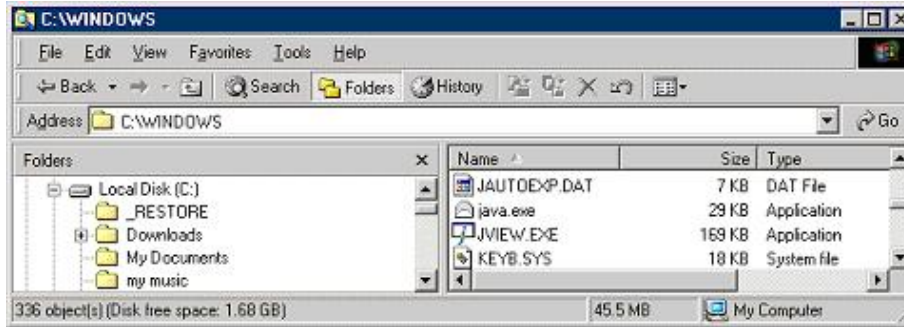 C:\WINDOWS
File Edit View Favorites Tools Help
Back Search Folders History
Address C:\WINDOWS Go
Folders x Name Size Type
Local Disk (C:) JAUTOEXP.DAT 7 KB DAT File
_RESTORE java.exe 29 KB Application
Downloads JVIEW.EXE 169 KB Application
My Documents KEYB.SYS 18 KB System file
my music
336 object(s) (Disk free space: 1.68 GB) 45.5 MB My Computer